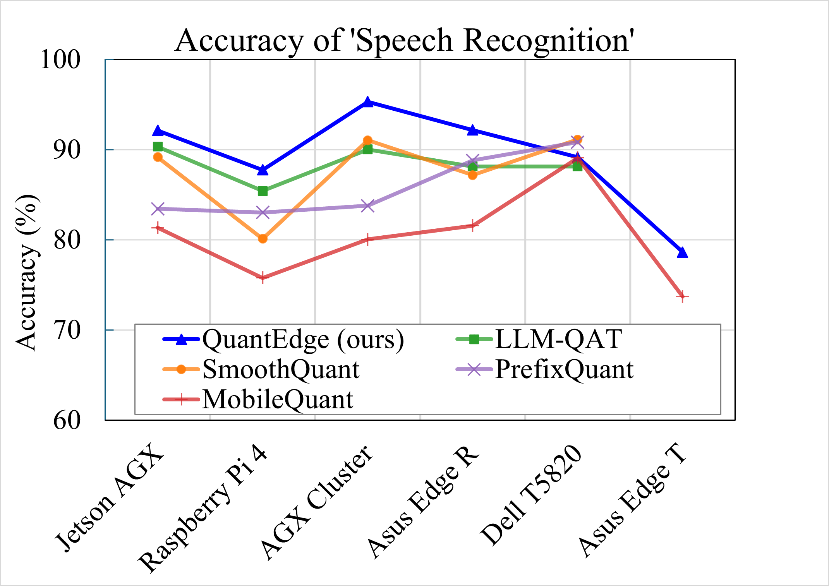 Accuracy of 'Speech Recognition'
Accuracy (%)
100
90
80
70
60
QuantEdge (ours)
LLM-QAT
SmoothQuant
PrefixQuant
MobileQuant
Jetson AGX
Raspberry Pi 4
AGX Cluster
Asus Edge R
Dell T5820
Asus Edge T